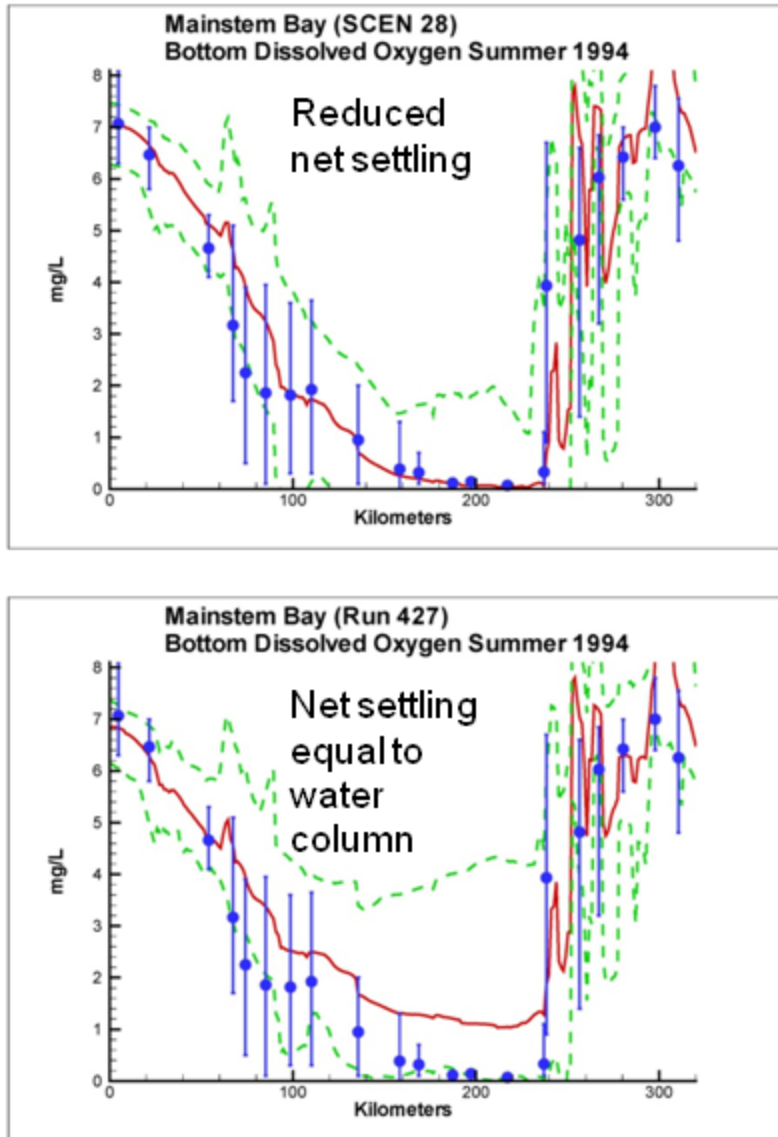 Mainstem Bay (SCEN 28)
Bottom Dissolved Oxygen Summer 1994
Reduced
net settling
mg/L
8
7
6
5
4
3
2
1
0
0 100 200 300
Kilometers
Mainstem Bay (Run 427)
Bottom Dissolved Oxygen Summer 1994
Net settling
equal to
water
column
mg/L
8
7
6
5
4
3
2
1
0
0 100 200 300
Kilometers